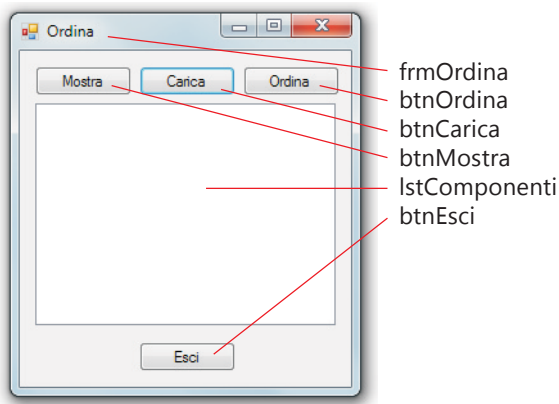 Ordina
Mostra
Carica
Ordina
Esci
frmOrdina
btnOrdina
btnCarica
btnMostra
lstComponenti
btnEsci